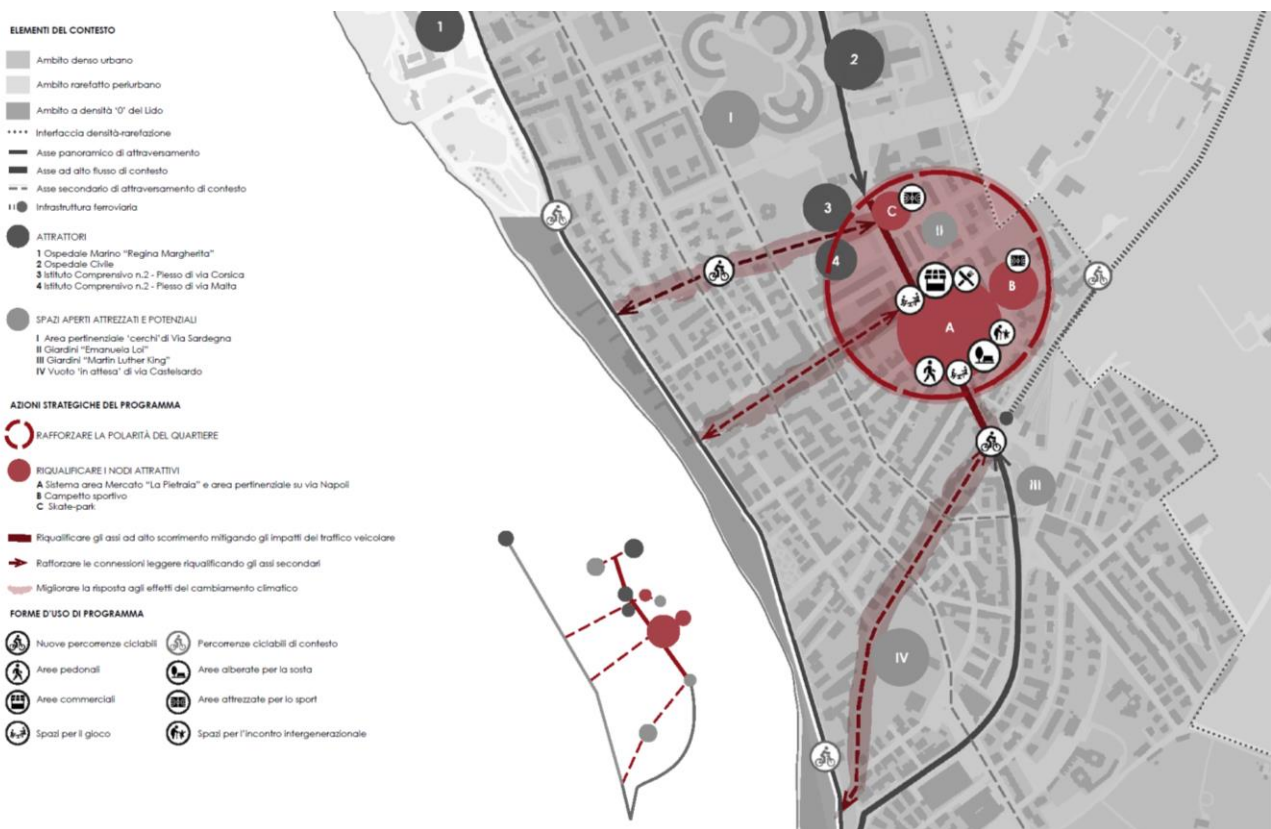 ELEMENTI DEL CONTESTO
Ambito denso urbano
Ambito rarefatto periurbano
Ambito a densità '0' del Lido
Interfaccia densità-rarefazione
Asse panoramico di attraversamento
Asse ad alto flusso di contesto
Asse secondario di attraversamento di contesto
Infrastruttura ferroviaria
ATTRATTORI
1 Ospedale Marino "Regina Margherita"
2 Ospedale Civile
3 Istituto Comprensivo n.2 - Plesso di via Corsica
4 Istituto Comprensivo n.2 - Plesso di via Malta
SPAZI APERTI ATTREZZATI E POTENZIALI
I Area pertinenziale 'cerchi'di Via Sardegna
II Giardini "Emanuela Loi"
III Giardini "Martin Luther King"
IV Vuoto 'in attesa' di via Castelsardo
AZIONI STRATEGICHE DEL PROGRAMMA
RAFFORZARE LA POLARITÀ DEL QUARTIERE
RIQUALIFICARE I NODI ATTRATTIVI
A Sistema area Mercato "La Pietraia" e area pertinenziale su via Napoli
B Campetto sportivo
C Skate-park
Riqualificare gli assi ad alto scorrimento mitigando gli impatti del traffico veicolare
Rafforzare le connessioni leggere riqualificando gli assi secondari
Migliorare la risposta agli effetti del cambiamento climatico
FORME D'USO DI PROGRAMMA
Nuove percorrenze ciclabili
Percorrenze ciclabili di contesto
Aree pedonali
Aree alberate per la sosta
Aree commerciali
Aree attrezzate per lo sport
Spazi per il gioco
Spazi per l'incontro intergenerazionale
1
2
I
3
C
II
4
B
A
III
IV